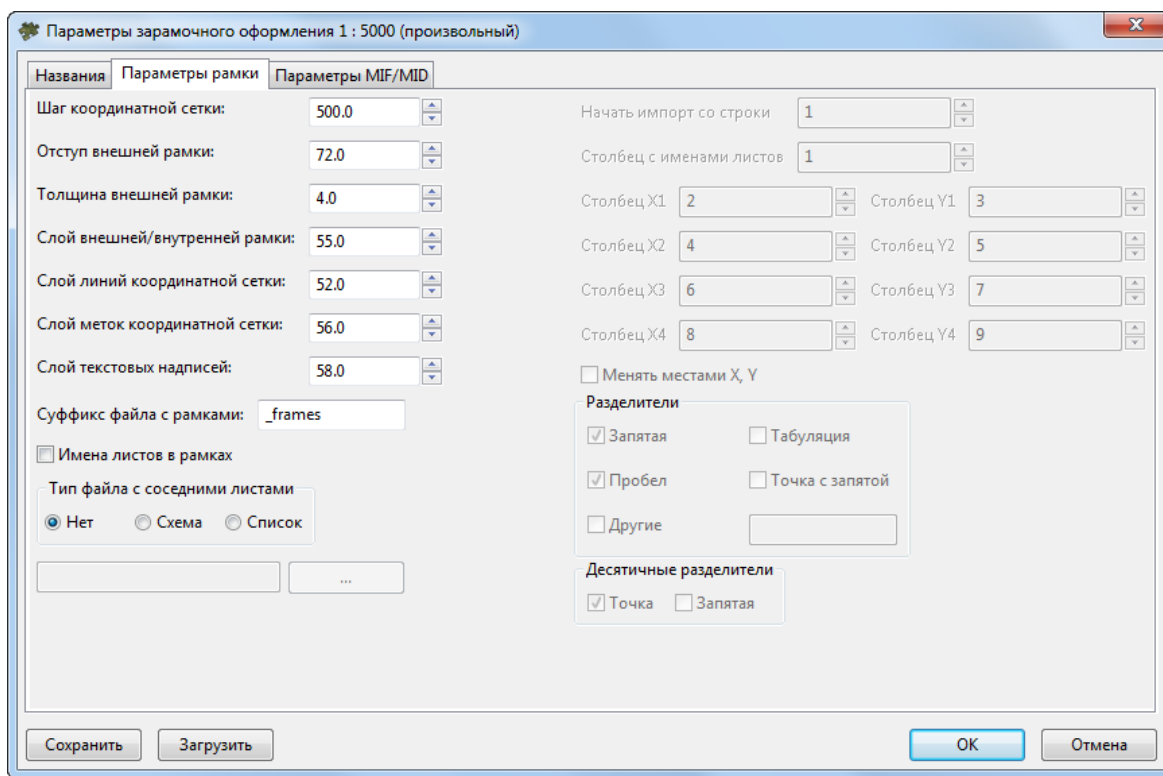 Параметры зарамочного оформления 1 : 5000 (произвольный)
Названия Параметры рамки Параметры MIF/MID
Шаг координатной сетки: 500.0
Отступ внешней рамки: 72.0
Толщина внешней рамки: 4.0
Слой внешней/внутренней рамки: 55.0
Слой линий координатной сетки: 52.0
Слой меток координатной сетки: 56.0
Слой текстовых надписей: 58.0
Суффикс файла с рамками: _frames
Имена листов в рамках
Тип файла с соседними листами
Нет Схема Список
...
Начать импорт со строки 1
Столбец с именами листов 1
Столбец X1 2 Столбец Y1 3
Столбец X2 4 Столбец Y2 5
Столбец X3 6 Столбец Y3 7
Столбец X4 8 Столбец Y4 9
Менять местами X, Y
Разделители
Запятая Табуляция
Пробел Точка с запятой
Другие
Десятичные разделители
Точка Запятая
Сохранить Загрузить OK Отмена